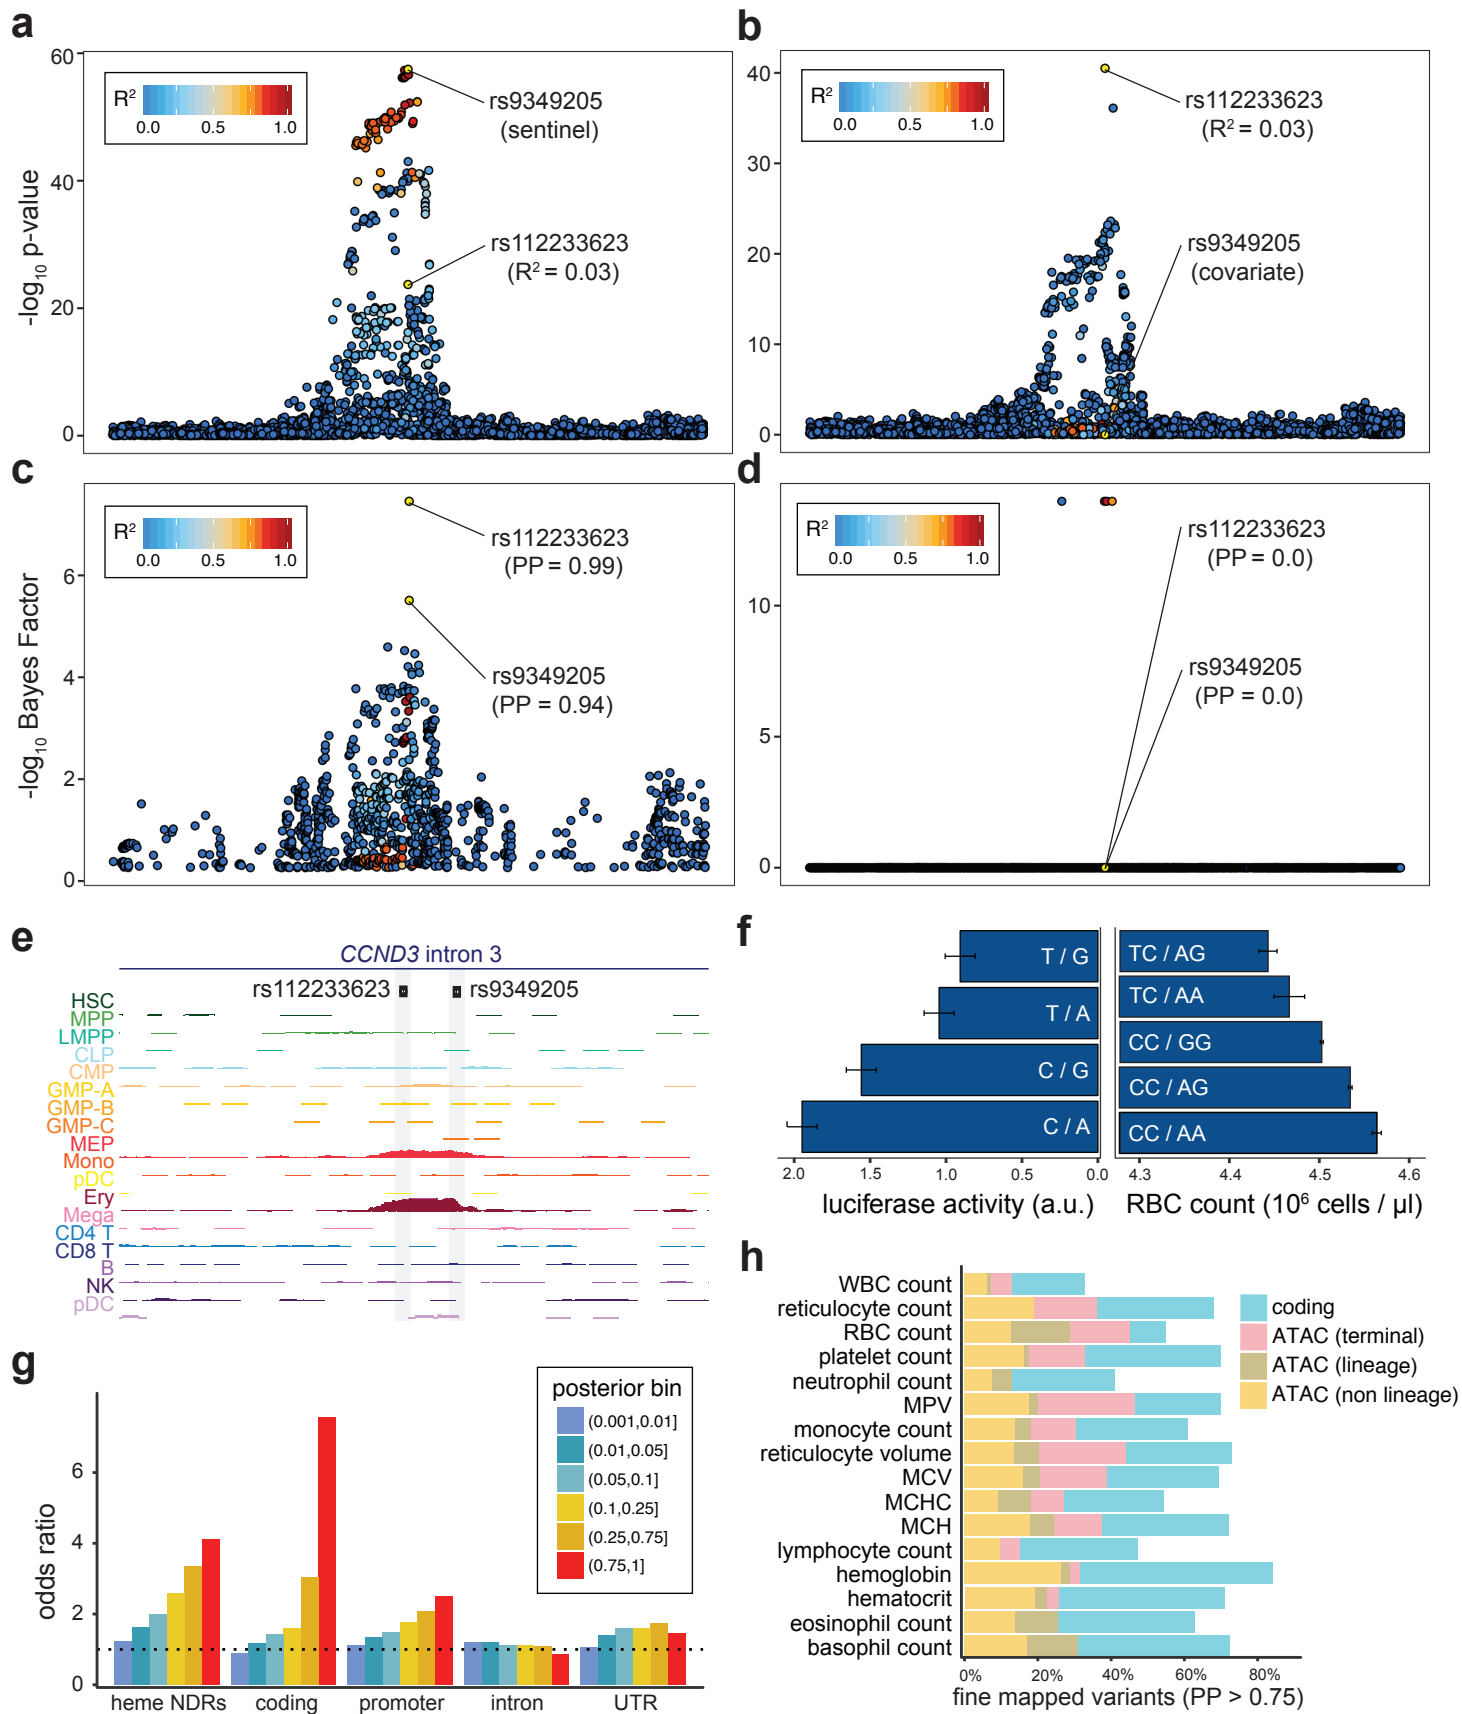 a
60
40
20
0
-log10 p-value
R2
0.0 0.5 1.0
rs9349205
(sentinel)
rs112233623
(R2 = 0.03)
b
40
30
20
10
0
R2
0.0 0.5 1.0
rs112233623
(R2 = 0.03)
rs9349205
(covariate)
c
6
4
2
0
-log10 Bayes Factor
R2
0.0 0.5 1.0
rs112233623
(PP = 0.99)
rs9349205
(PP = 0.94)
d
10
5
0
R2
0.0 0.5 1.0
rs112233623
(PP = 0.0)
rs9349205
(PP = 0.0)
e
CCND3 intron 3
rs112233623
rs9349205
HSC
MPP
LMPP
CLP
CMP
GMP-A
GMP-B
GMP-C
MEP
Mono
pDC
Ery
Mega
CD4 T
CD8 T
B
NK
pDC
f
T / G
T / A
C / G
C / A
2.0 1.5 1.0 0.5 0.0
luciferase activity (a.u.)
TC / AG
TC / AA
CC / GG
CC / AG
CC / AA
4.3 4.4 4.5 4.6
RBC count (106 cells / µl)
g
odds ratio
6
4
2
0
posterior bin
(0.001,0.01]
(0.01,0.05]
(0.05,0.1]
(0.1,0.25]
(0.25,0.75]
(0.75,1]
heme NDRs coding promoter intron UTR
h
WBC count
reticulocyte count
RBC count
platelet count
neutrophil count
MPV
monocyte count
reticulocyte volume
MCV
MCHC
MCH
lymphocyte count
hemoglobin
hematocrit
eosinophil count
basophil count
0% 20% 40% 60% 80%
fine mapped variants (PP > 0.75)
coding
ATAC (terminal)
ATAC (lineage)
ATAC (non lineage)